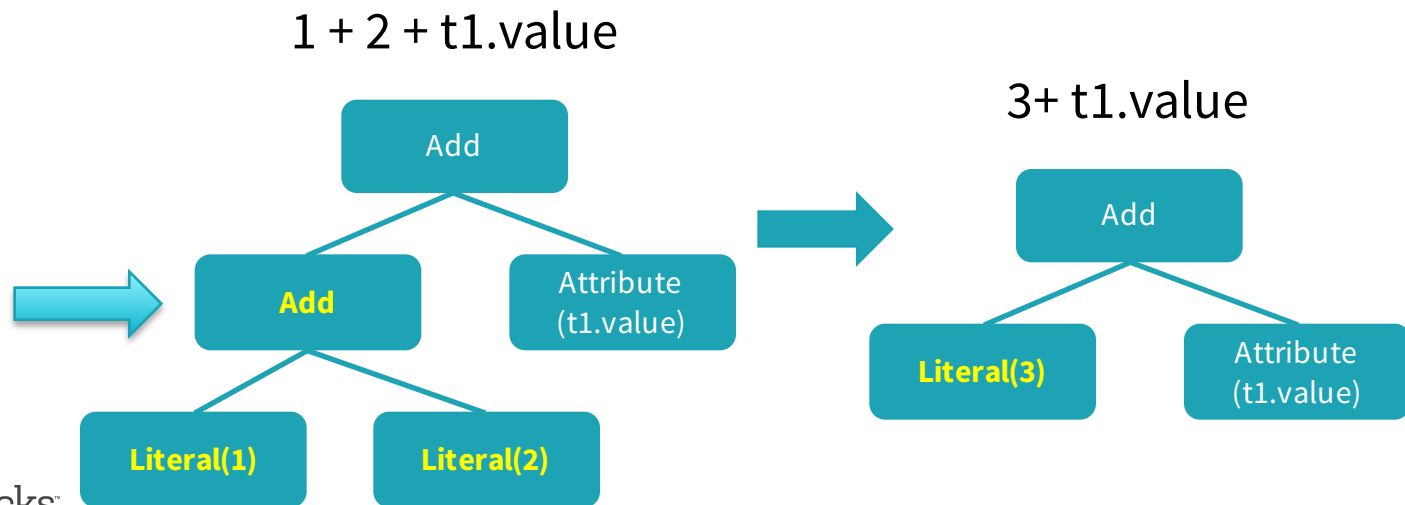 1 + 2 + t1.value
Add
Add
Attribute
(t1.value)
Literal(1)
Literal(2)
3+ t1.value
Add
Literal(3)
Attribute
(t1.value)